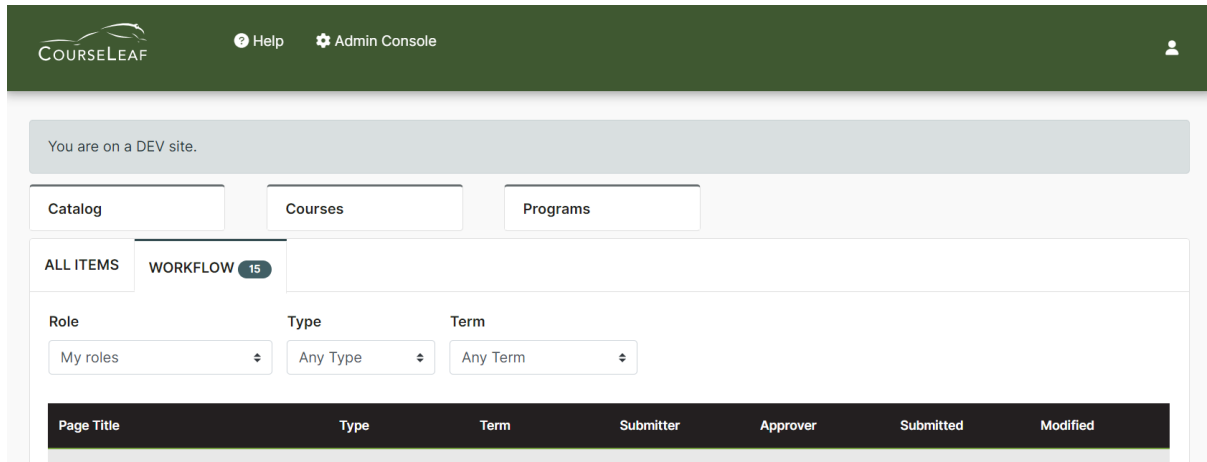 COURSELEAF
Help Admin Console
You are on a DEV site.
Catalog Courses Programs
ALL ITEMS WORKFLOW 15
Role Type Term
My roles Any Type Any Term
Page Title Type Term Submitter Approver Submitted Modified